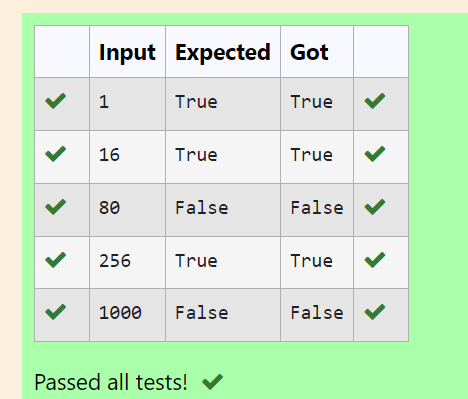 Input Expected Got
1 True True
16 True True
80 False False
256 True True
1000 False False
Passed all tests!